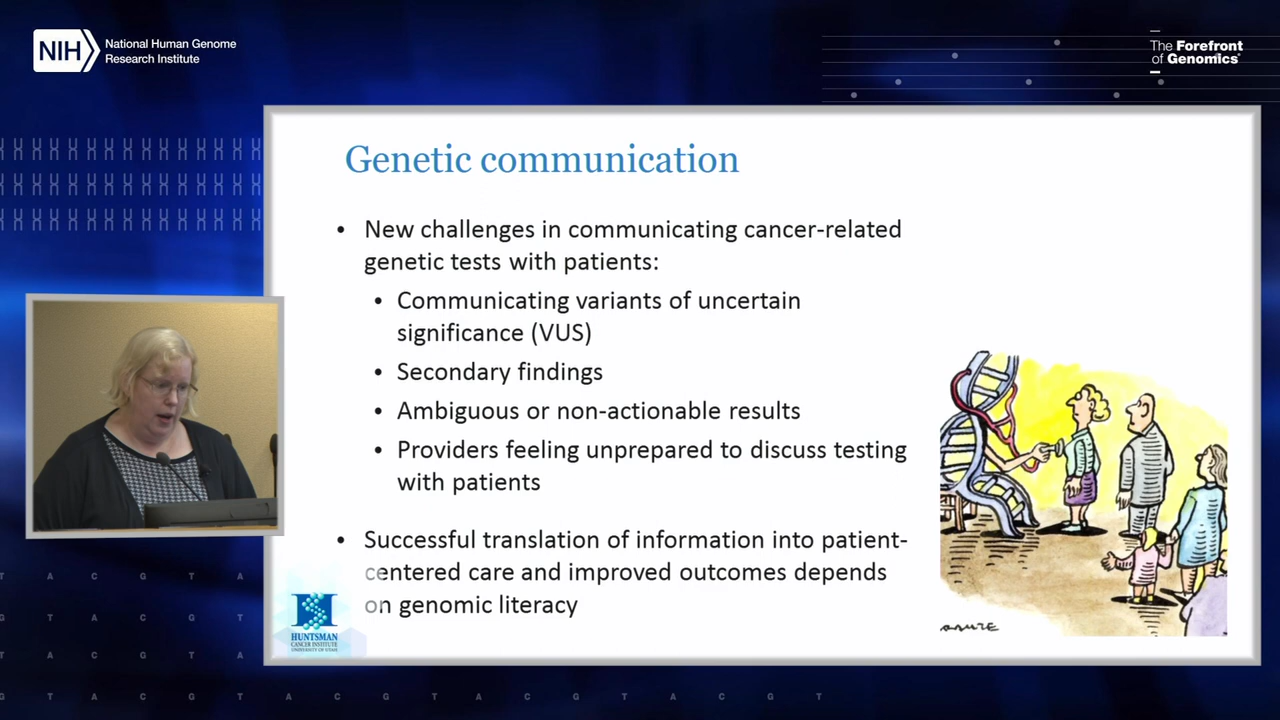 NIH
National Human Genome
Research Institute
The Forefront
of Genomics®
Genetic communication
• New challenges in communicating cancer-related
genetic tests with patients:
• Communicating variants of uncertain
significance (VUS)
• Secondary findings
• Ambiguous or non-actionable results
• Providers feeling unprepared to discuss testing
with patients
• Successful translation of information into patient-
centered care and improved outcomes depends
on genomic literacy
HUNTSMAN
CANCER INSTITUTE
UNIVERSITY OF UTAH
T A C G T A
G T A C G T
T A C G T A
G T A C G T A C G T A C G T A C G T